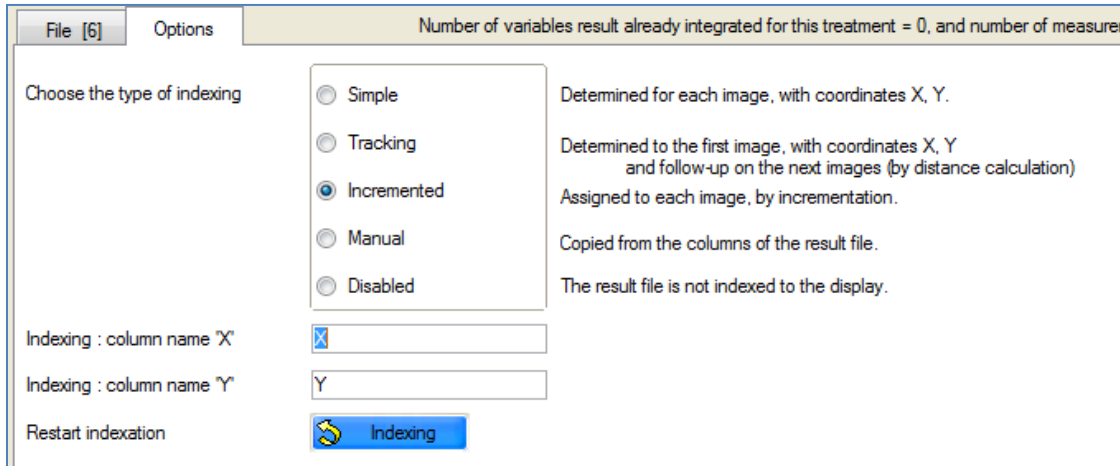 File [6]
Options
Number of variables result already integrated for this treatment = 0, and number of
Choose the type of indexing
Simple
Determined for each image, with coordinates X, Y.
Tracking
Determined to the first image, with coordinates X, Y
and follow-up on the next images (by distance calculation)
Incremented
Assigned to each image, by incrementation.
Manual
Copied from the columns of the result file.
Disabled
The result file is not indexed to the display.
Indexing : column name "X"
X
Indexing : column name "Y"
Y
Restart indexation
Indexing